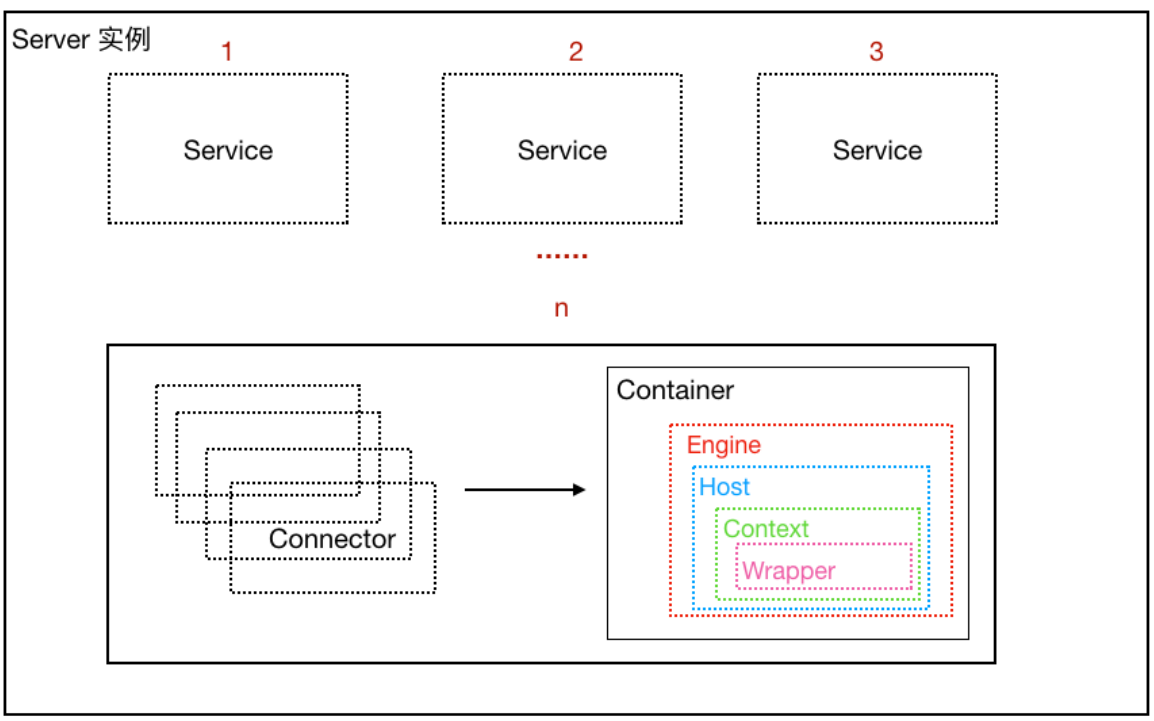 Server 实例
1
2
3
Service
Service
Service
......
n
Connector
Container
Engine
Host
Context
Wrapper